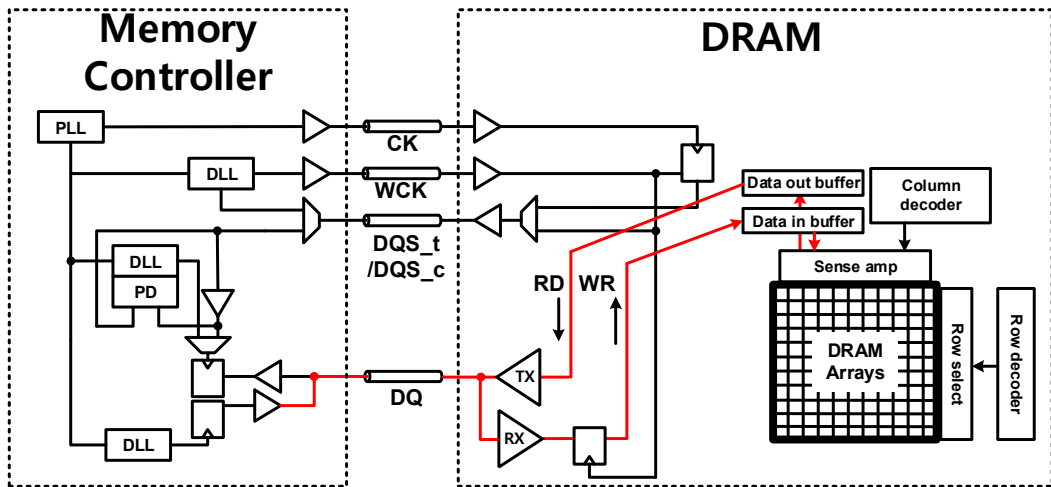 Memory
Controller
DRAM
PLL
CK
DLL
WCK
DQS_t
/DQS_c
DLL
PD
DLL
DQ
RD
WR
TX
RX
Data out buffer
Data in buffer
Column
decoder
Sense amp
DRAM
Arrays
Row select
Row decoder